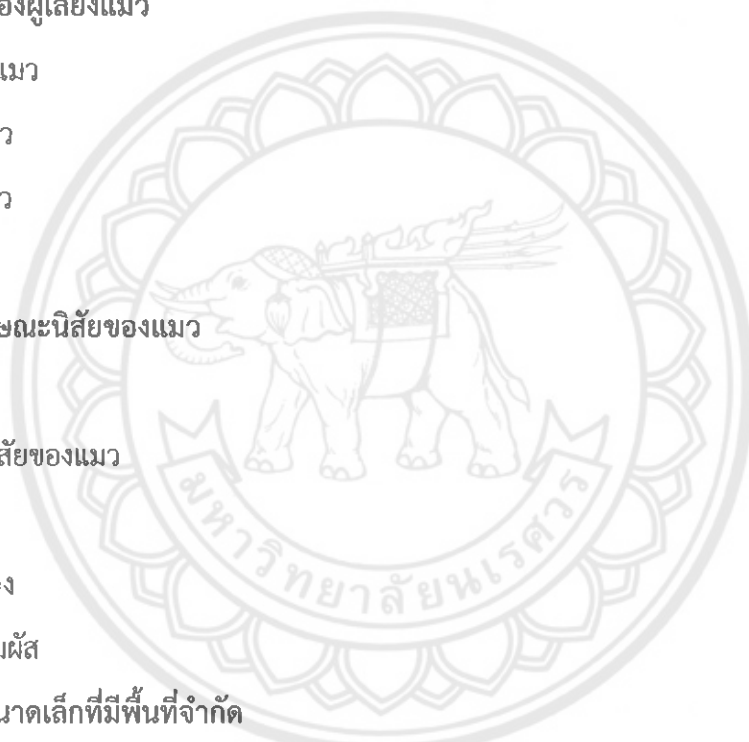 องผู้เลี้ยงแมว
แมว
ว
ว
ษณะนิสัยของแมว
สัยของแมว
มหาวิทยาลัยนเรศวร
ง
มผัส
นาดเล็กที่มีพื้นที่จำกัด